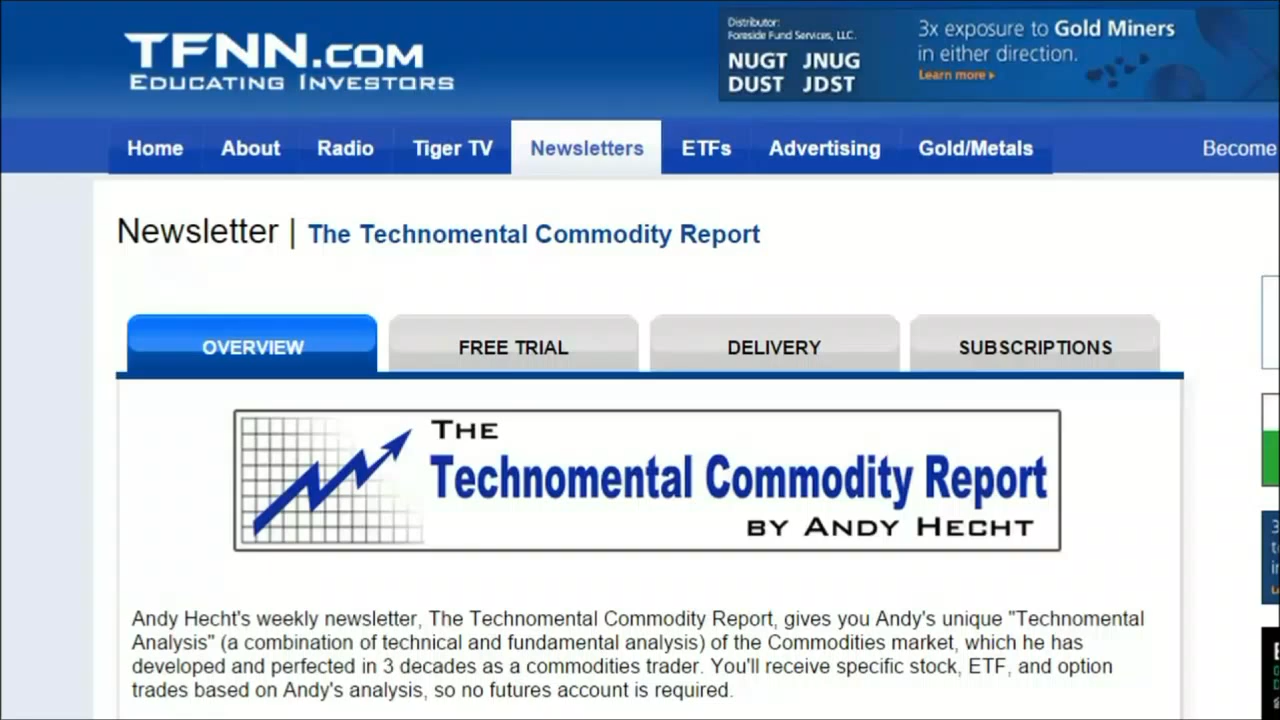 TFNN.COM
EDUCATING INVESTORS
Distributor:
Foreside Fund Services, LLC.
NUGT JNUG
DUST JDST
3x exposure to Gold Miners
in either direction.
Learn more
Home About Radio Tiger TV Newsletters ETFs Advertising Gold/Metals Become
Newsletter | The Technomental Commodity Report
OVERVIEW FREE TRIAL DELIVERY SUBSCRIPTIONS
THE
Technomental Commodity Report
BY ANDY HECHT
Andy Hecht's weekly newsletter, The Technomental Commodity Report, gives you Andy's unique "Technomental
Analysis" (a combination of technical and fundamental analysis) of the Commodities market, which he has
developed and perfected in 3 decades as a commodities trader. You'll receive specific stock, ETF, and option
trades based on Andy's analysis, so no futures account is required.